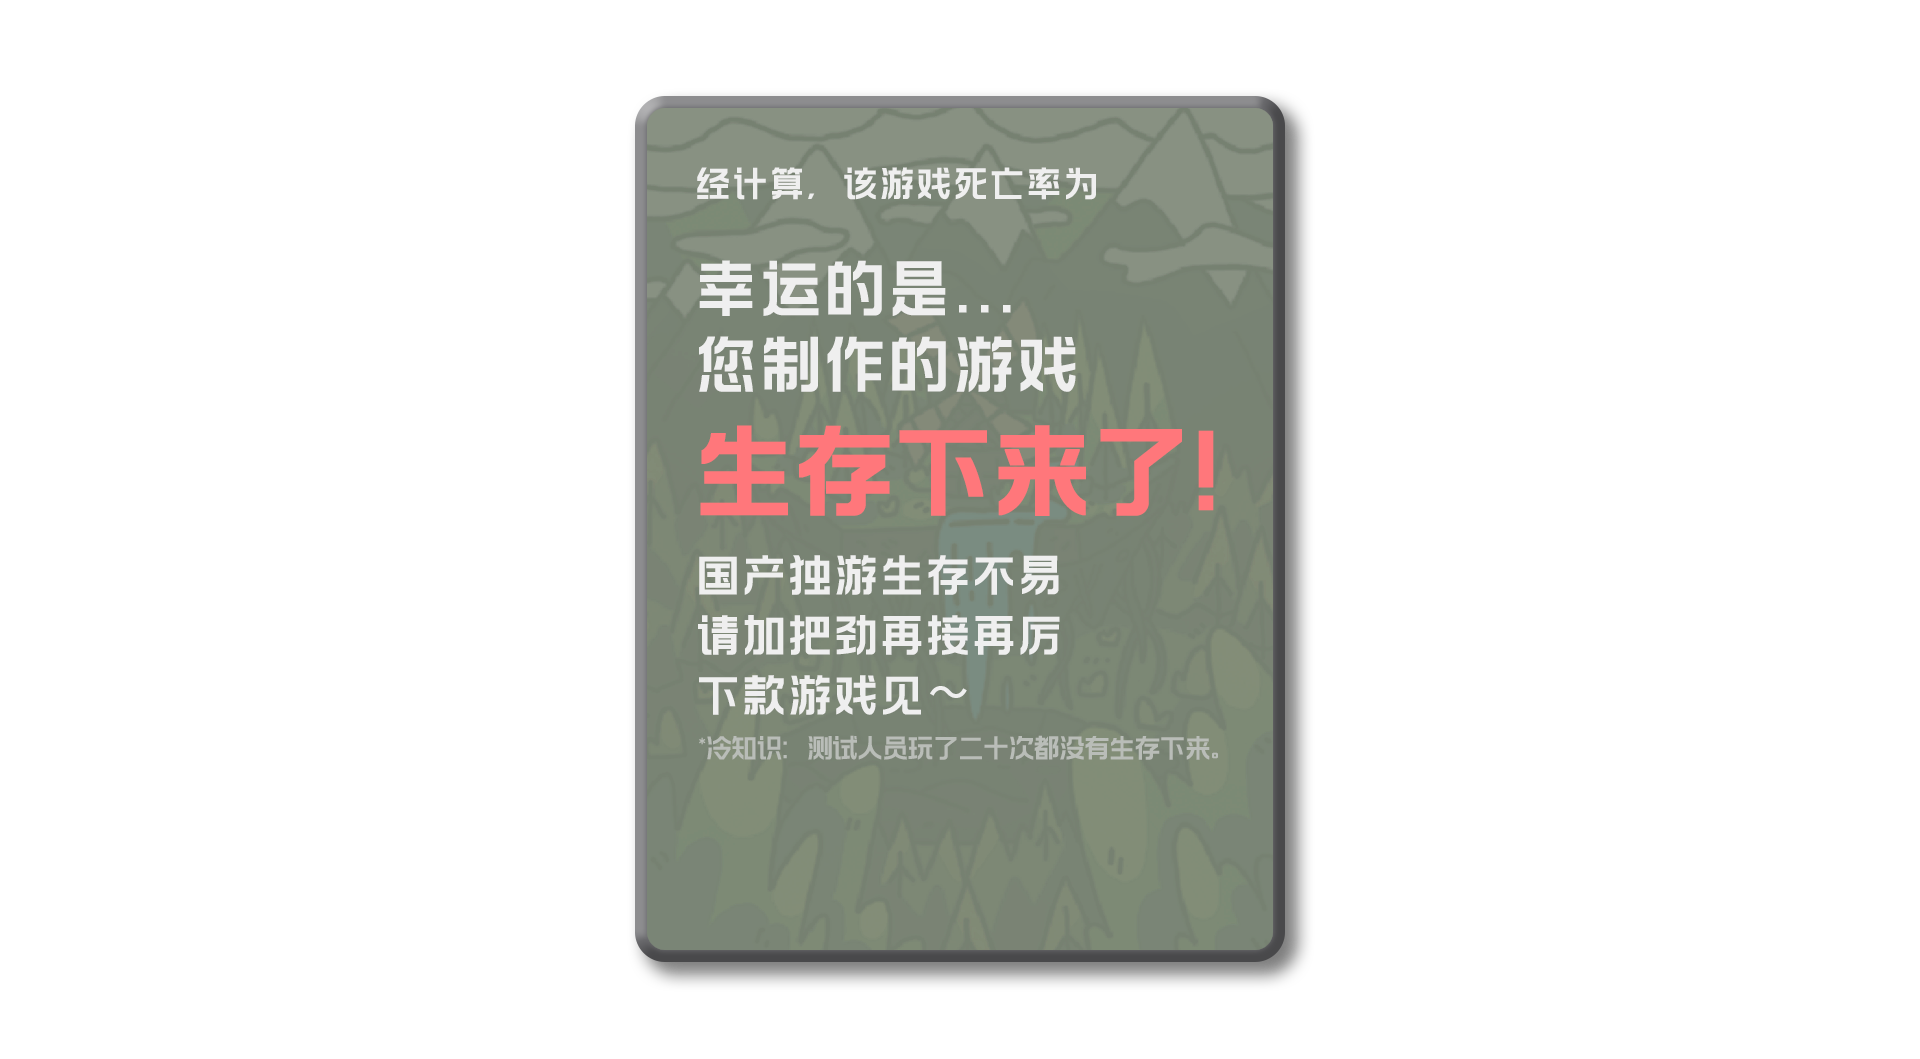 经计算，该游戏死亡率为
幸运的是...
您制作的游戏
生存下来了!
国产独游生存不易
请加把劲再接再厉
下款游戏见～
*冷知识：测试人员玩了二十次都没有生存下来。